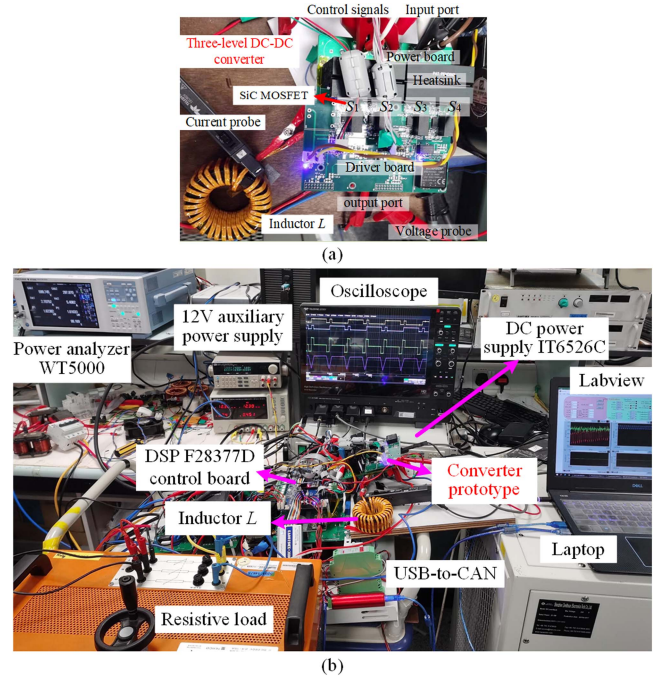 Control signals
Input port
Three-level DC-DC
converter
Power board
Heatsink
SiC MOSFET
S1
S2
S3
S4
Current probe
Driver board
output port
Inductor L
Voltage probe
(a)
Oscilloscope
12V auxiliary
power supply
Power analyzer
WT5000
DC power
supply IT6526C
Labview
DSP F28377D
control board
Converter
prototype
Inductor L
Laptop
USB-to-CAN
Resistive load
(b)